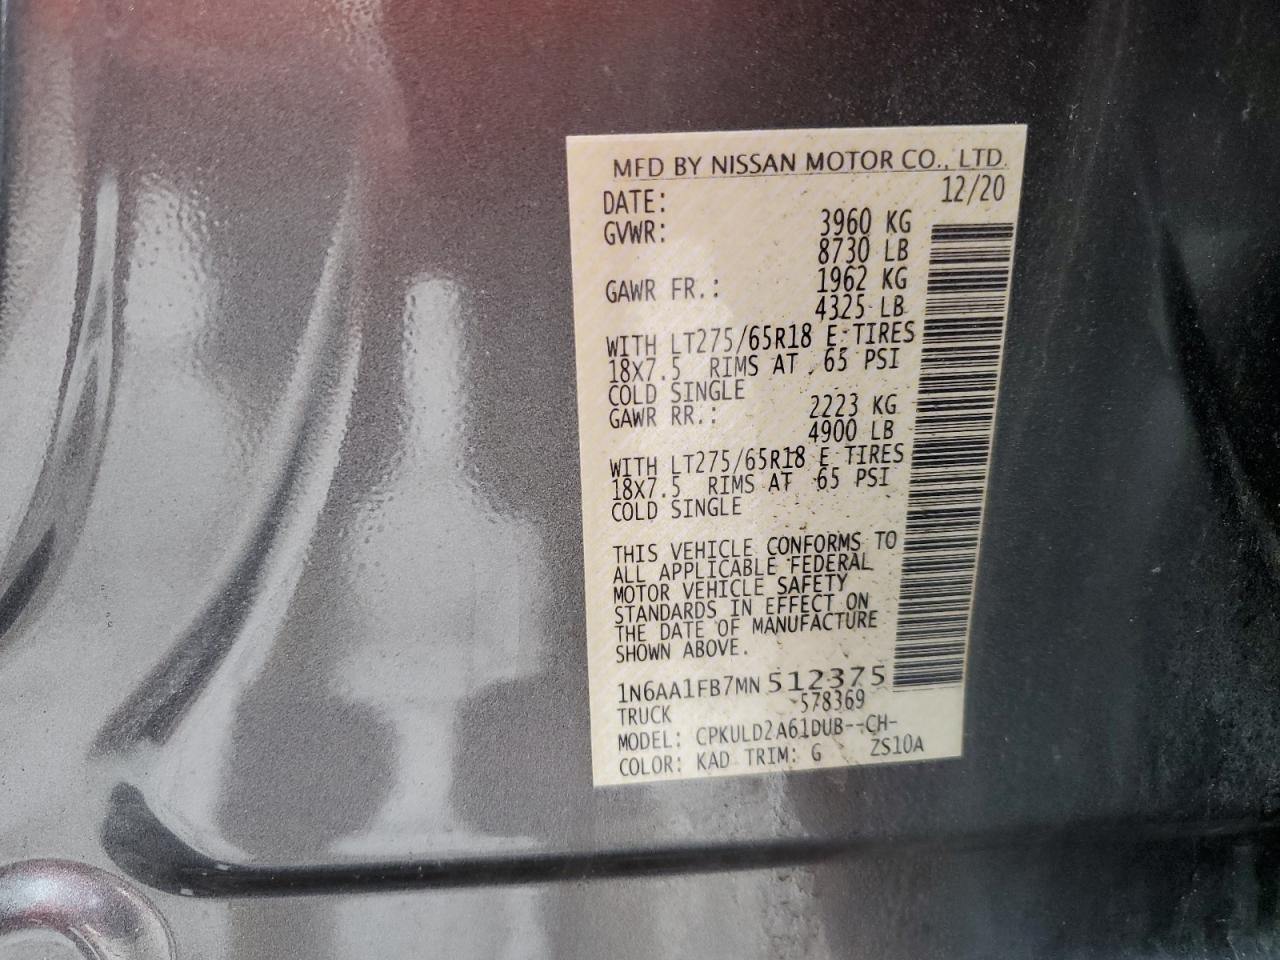 MFD BY NISSAN MOTOR CO., LTD.
DATE: 12/20
GVWR: 3960 KG
8730 LB
GAWR FR.: 1962 KG
4325 LB
WITH LT275/65R18 E TIRES
18X7.5 RIMS AT 65 PSI
COLD SINGLE
GAWR RR.: 2223 KG
4900 LB
WITH LT275/65R18 E TIRES
18X7.5 RIMS AT 65 PSI
COLD SINGLE
THIS VEHICLE CONFORMS TO
ALL APPLICABLE FEDERAL
MOTOR VEHICLE SAFETY
STANDARDS IN EFFECT ON
THE DATE OF MANUFACTURE
SHOWN ABOVE.
1N6AA1FB7MN 512375
TRUCK 578369
MODEL: CPKULD2A61DUB--CH-
COLOR: KAD TRIM: G ZS10A